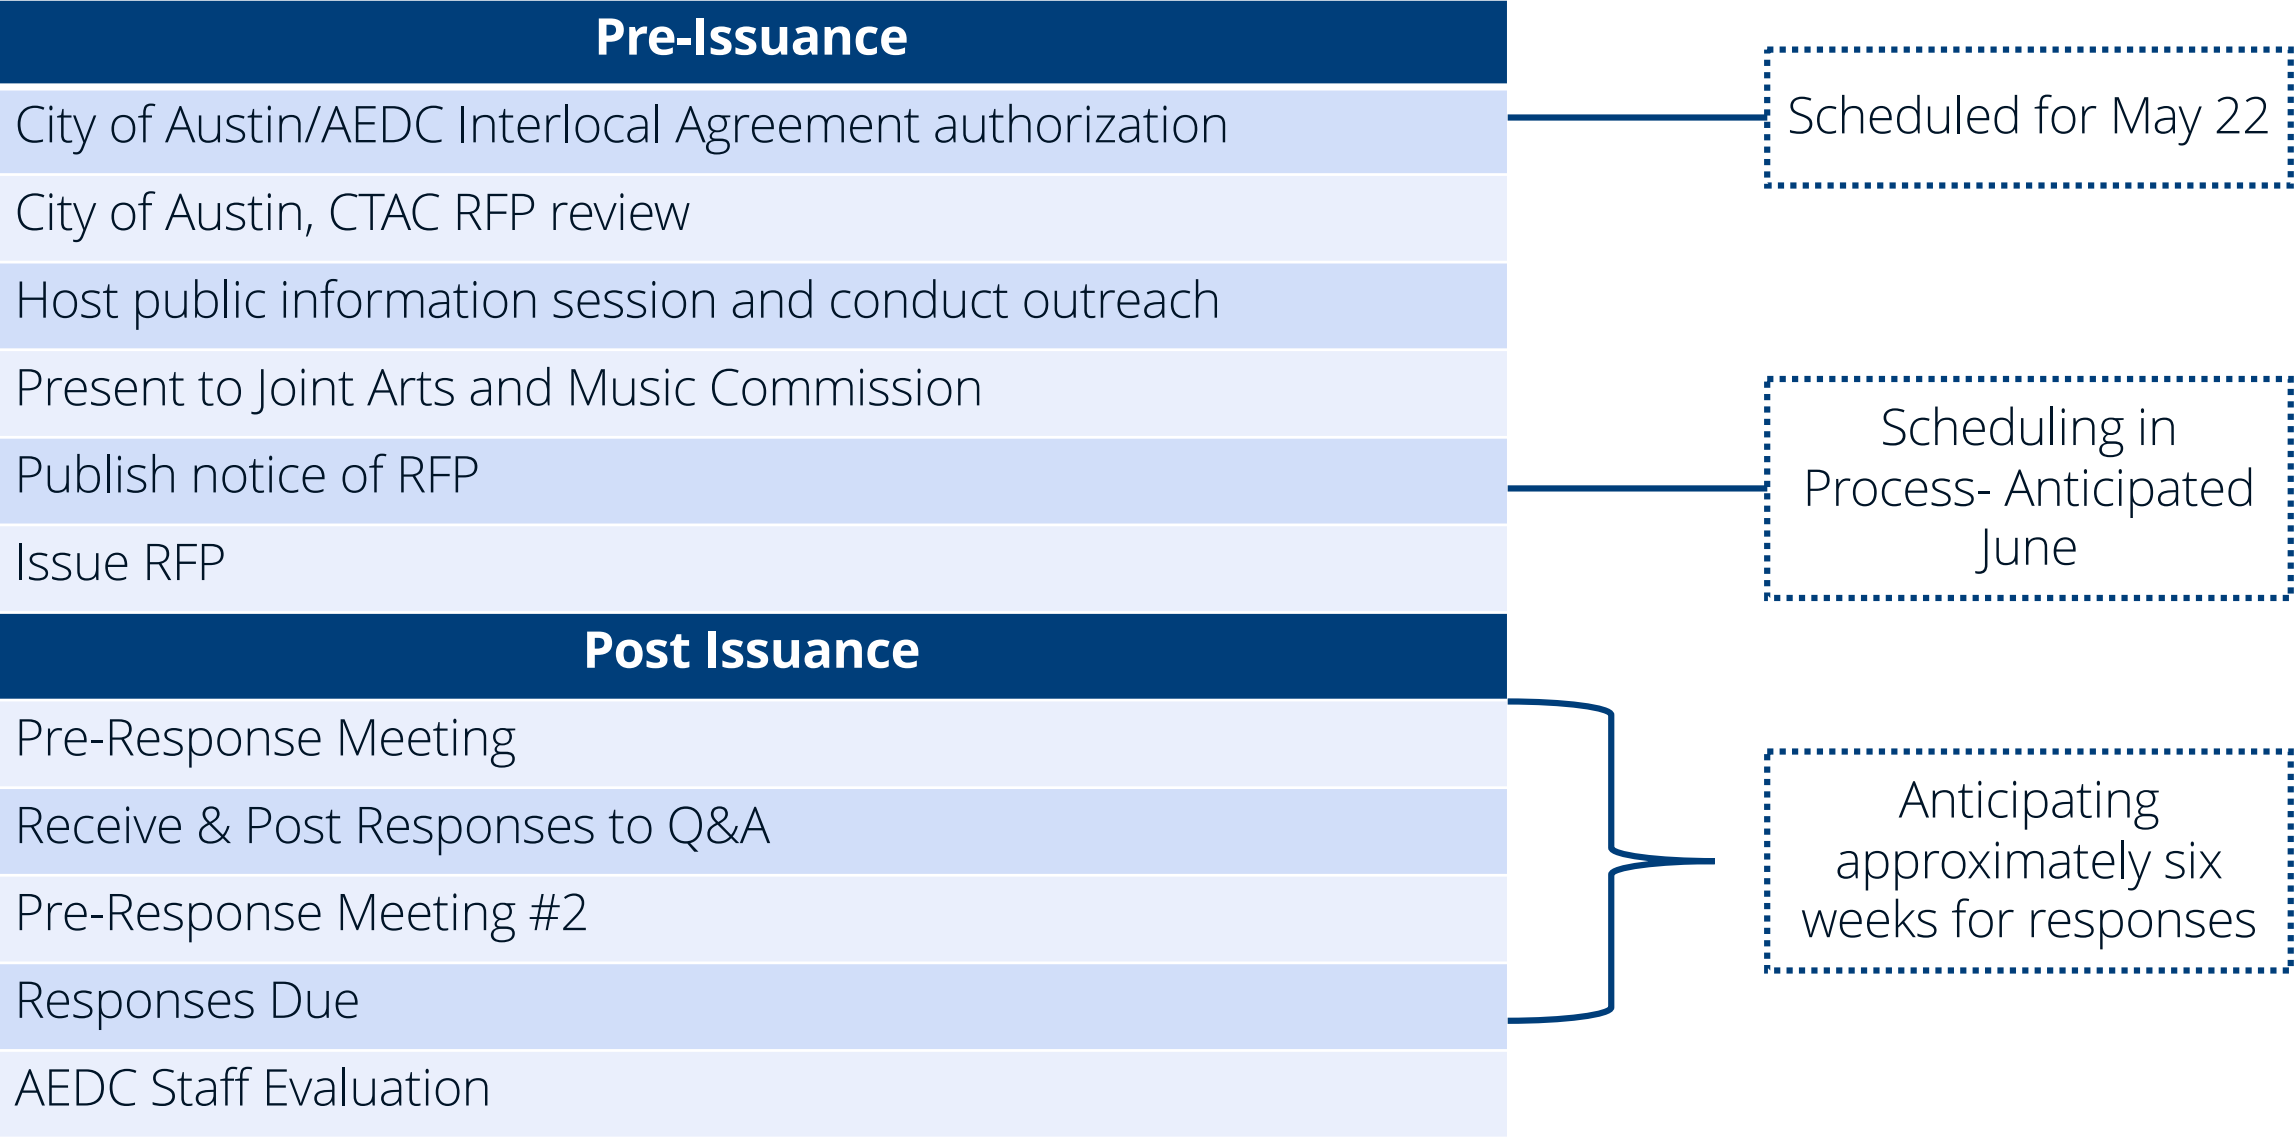 Pre-Issuance
City of Austin/AEDC Interlocal Agreement authorization
Scheduled for May 22
City of Austin, CTAC RFP review
Host public information session and conduct outreach
Present to Joint Arts and Music Commission
Publish notice of RFP
Scheduling in
Process- Anticipated
June
Issue RFP
Post Issuance
Pre-Response Meeting
Receive & Post Responses to Q&A
Pre-Response Meeting #2
Responses Due
Anticipating
approximately six
weeks for responses
AEDC Staff Evaluation